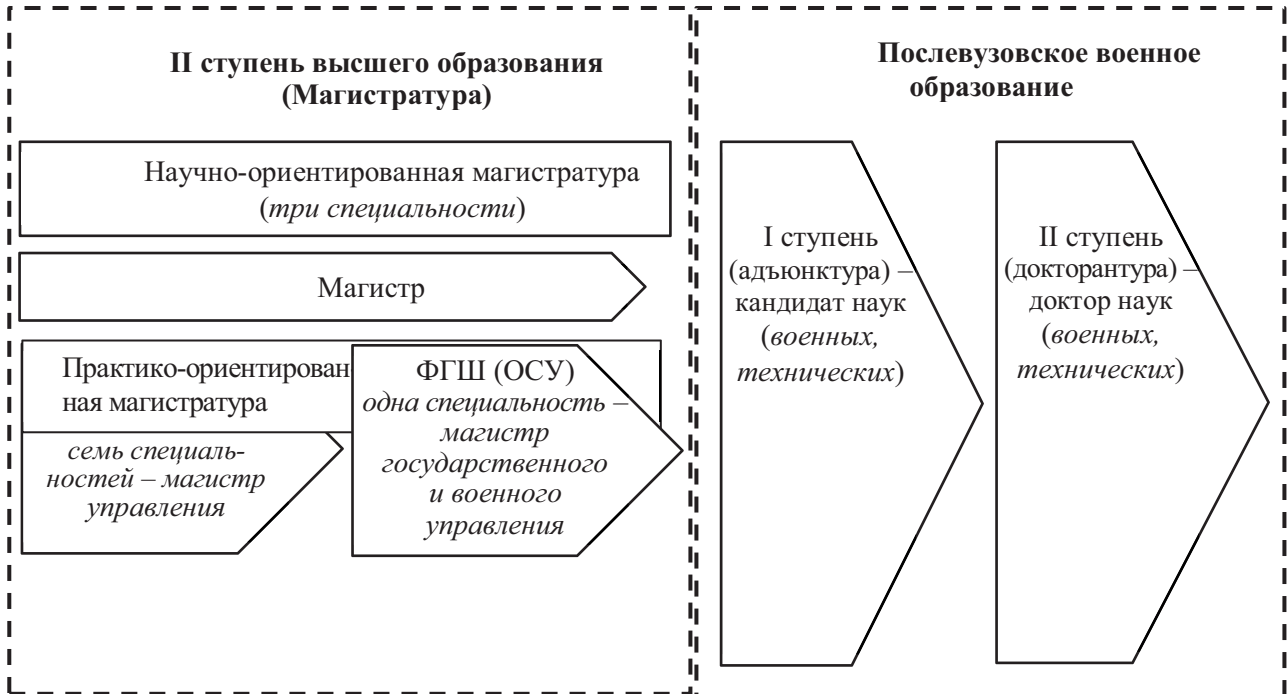 II ступень высшего образования
(Магистратура)
Научно-ориентированная магистратура
(три специальности)
Магистр
Практико-ориентирован-
ная магистратура
семь специаль-
ностей – магистр
управления
ФГШ (ОСУ)
одна специальность –
магистр
государственного
и военного
управления
Послевузовское военное
образование
I ступень
(адъюнктура) –
кандидат наук
(военных,
технических)
II ступень
(докторантура) –
доктор наук
(военных,
технических)